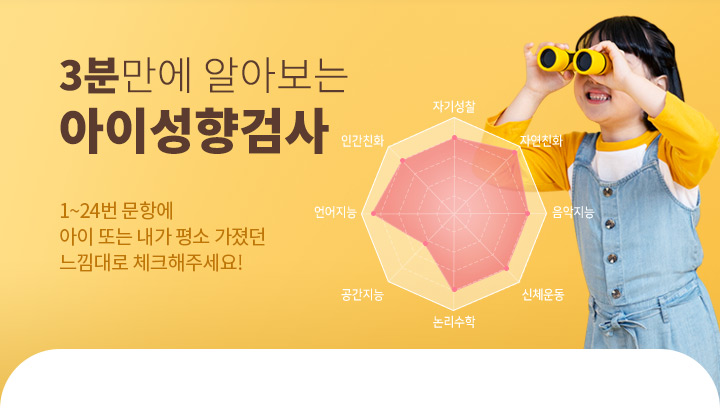 3분만에 알아보는
아이성향검사
1~24번 문항에
아이 또는 내가 평소 가졌던
느낌대로 체크해주세요!
자기성찰
인간친화
자연친화
언어지능
음악지능
공간지능
신체운동
논리수학